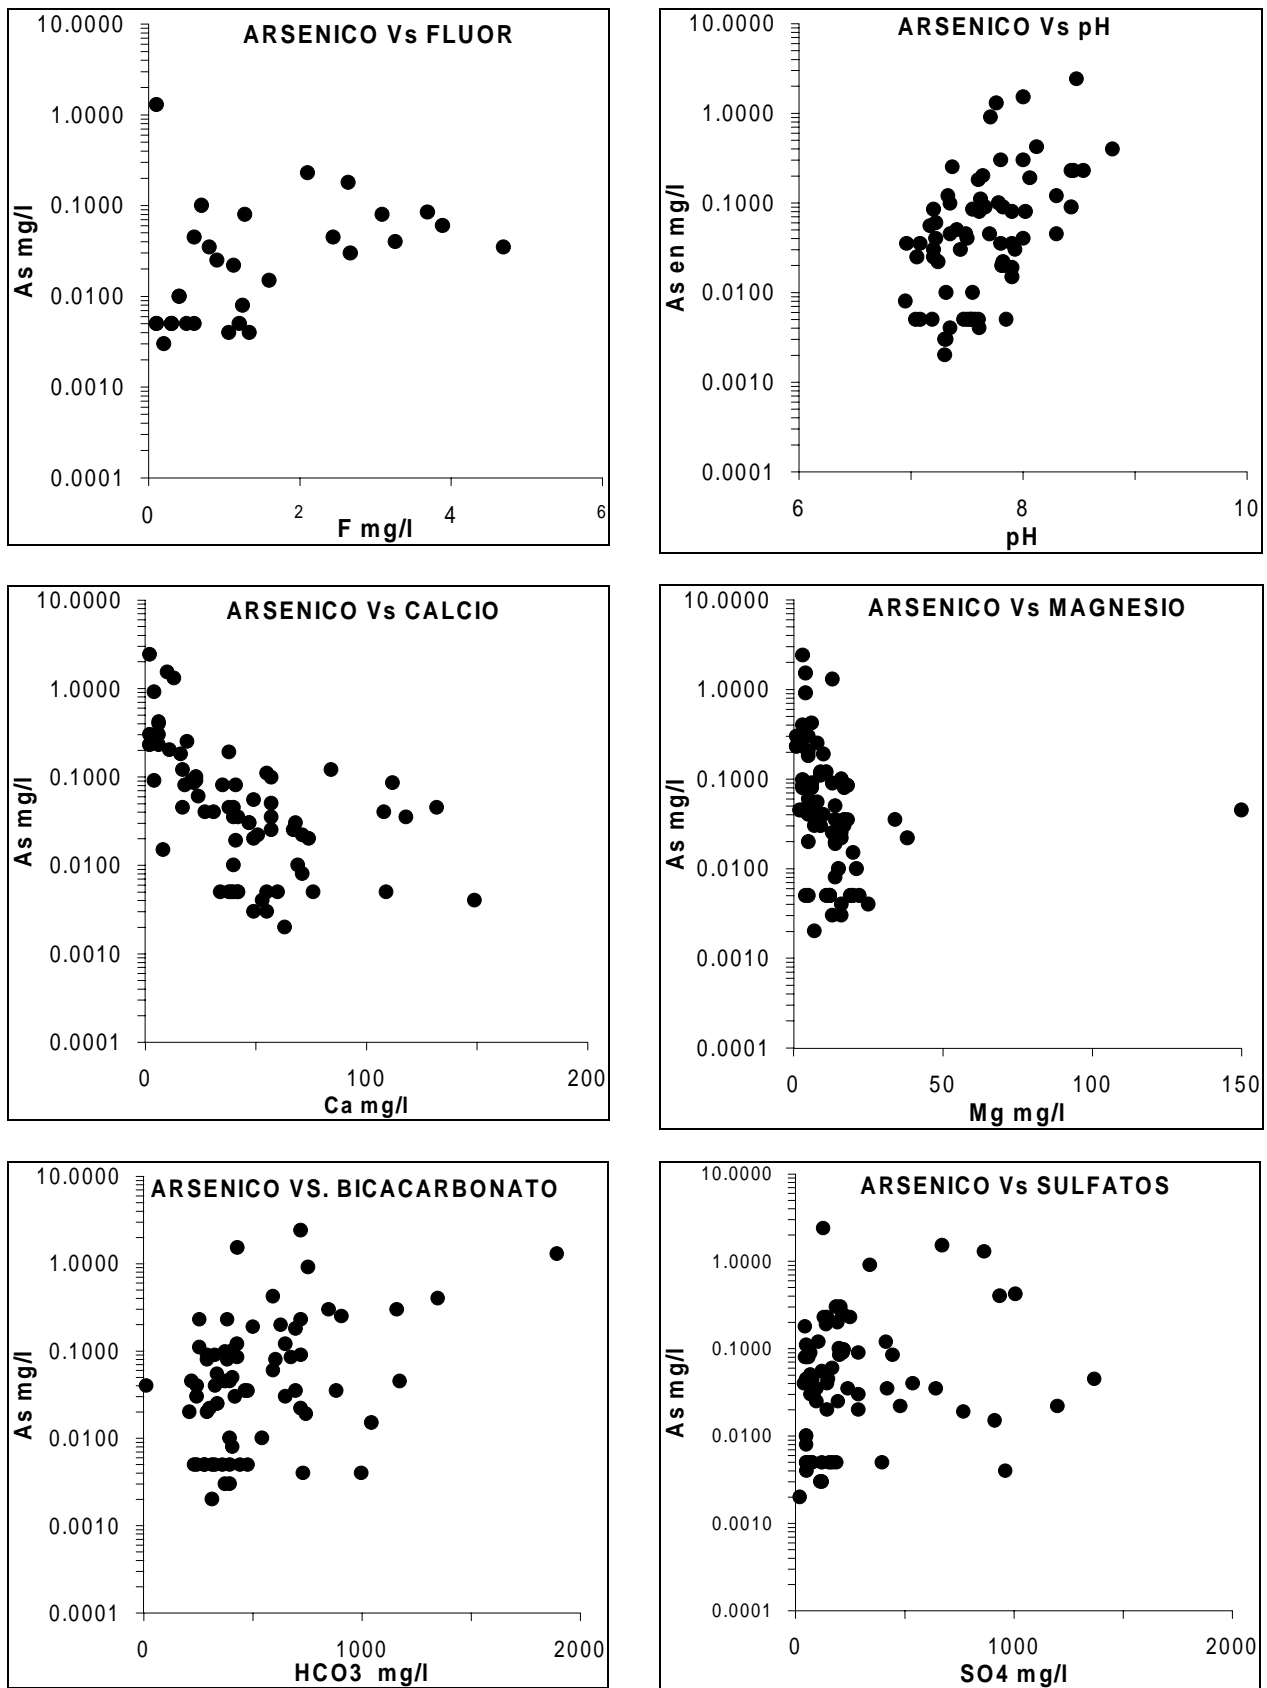 ARSENICO Vs FLUOR
10.0000
1.0000
0.1000
0.0100
0.0010
0.0001
As mg/l
0 2 4 6
F mg/l
ARSENICO Vs pH
10.0000
1.0000
0.1000
0.0100
0.0010
0.0001
As en mg/l
6 8 10
pH
ARSENICO Vs CALCIO
10.0000
1.0000
0.1000
0.0100
0.0010
0.0001
As mg/l
0 100 200
Ca mg/l
ARSENICO Vs MAGNESIO
10.0000
1.0000
0.1000
0.0100
0.0010
0.0001
As mg/l
0 50 100 150
Mg mg/l
ARSENICO VS. BICACARBONATO
10.0000
1.0000
0.1000
0.0100
0.0010
0.0001
As mg/l
0 1000 2000
HCO3 mg/l
ARSENICO Vs SULFATOS
10.0000
1.0000
0.1000
0.0100
0.0010
0.0001
As mg/l
0 1000 2000
SO4 mg/l